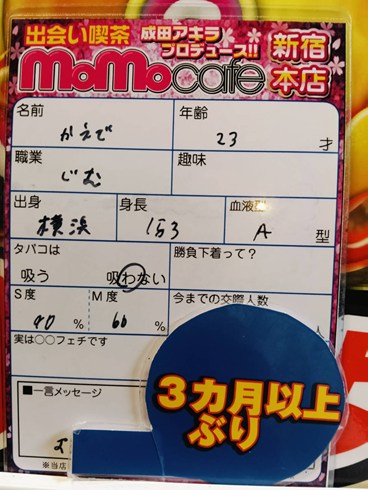 出会い喫茶 成田アキラ プロデュース!! 新宿本店
MoMocafe
名前 年齢
かえで 23 才
職業 趣味
じむ
出身 身長 血液型
横浜 153 A 型
タバコは 勝負下着って?
吸う 吸わない
S度 M度 今までの交際人数
40 % 60 % 人
実は○○フェチです
■一言メッセージ
3カ月以上
ぶり
※当店